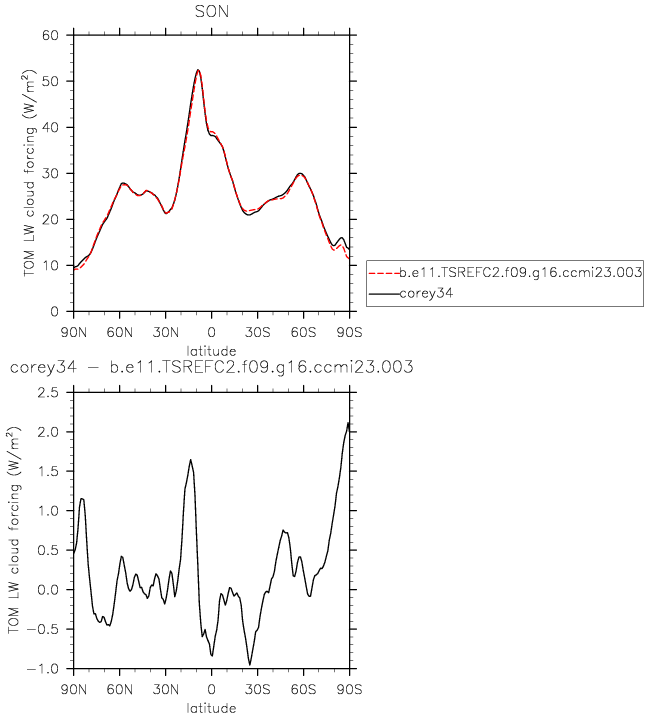 SON
TOM LW cloud forcing (W/m²)
60
50
40
30
20
10
0
90N 60N 30N 0 30S 60S 90S
latitude
b.e11.TSREFC2.f09.g16.ccmi23.003
corey34
corey34 − b.e11.TSREFC2.f09.g16.ccmi23.003
TOM LW cloud forcing (W/m²)
2.5
2.0
1.5
1.0
0.5
0.0
−0.5
−1.0
90N 60N 30N 0 30S 60S 90S
latitude